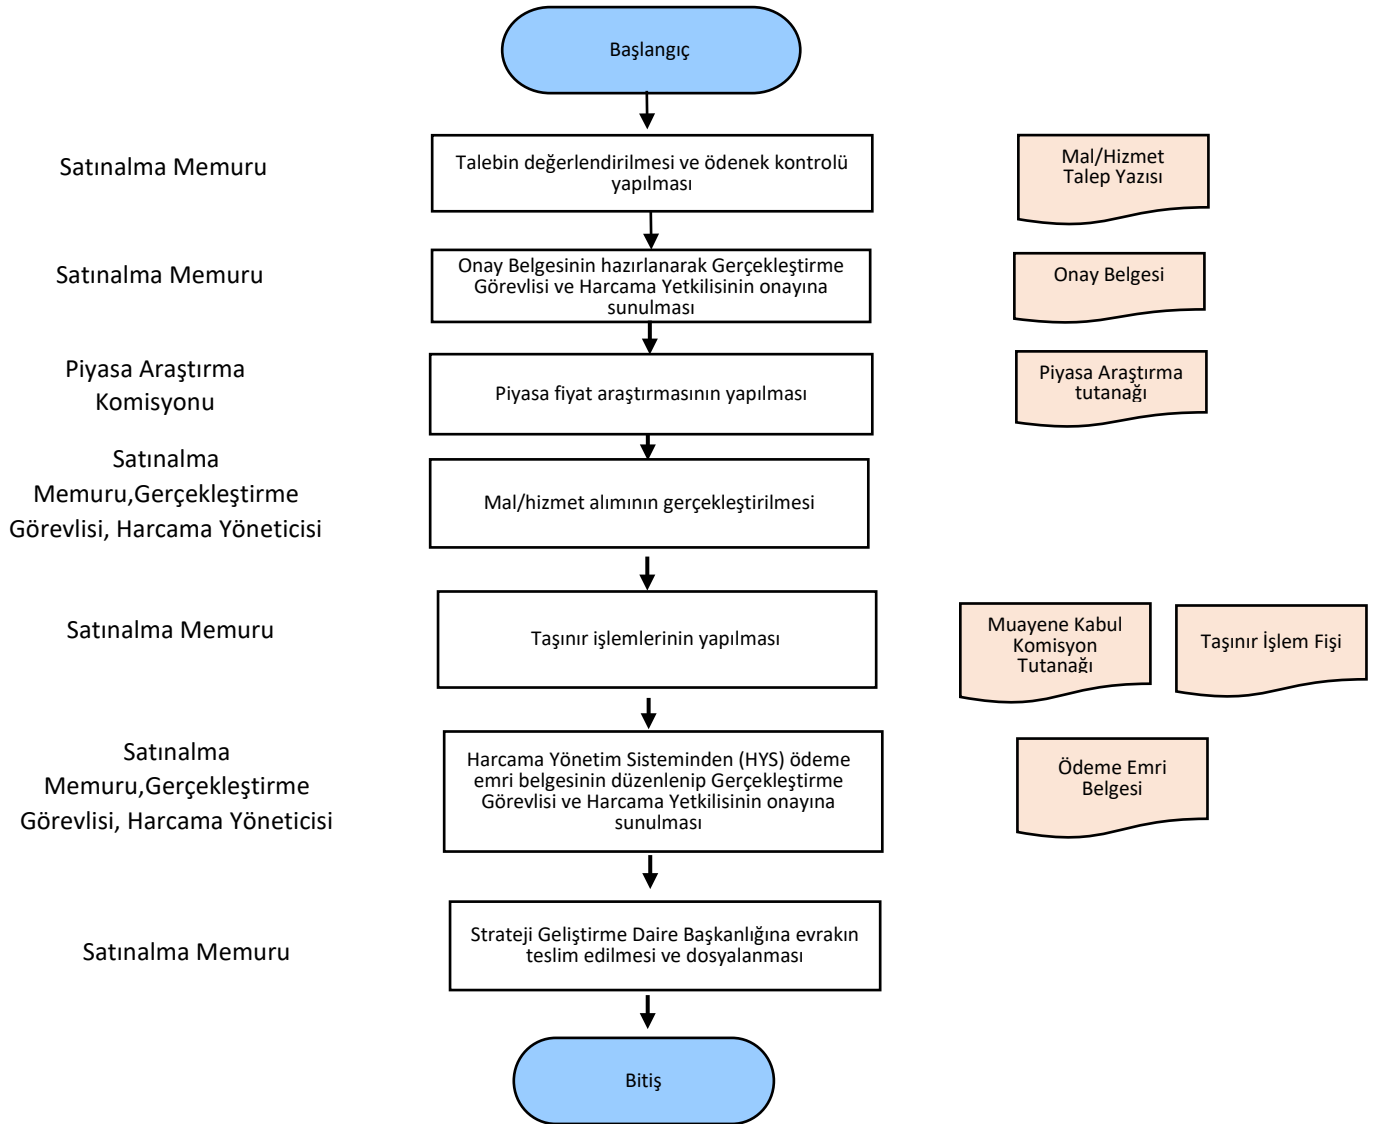 Başlangıç
Satınalma Memuru
Talebin değerlendirilmesi ve ödenek kontrolü
yapılması
Mal/Hizmet
Talep Yazısı
Satınalma Memuru
Onay Belgesinin hazırlanarak Gerçekleştirme
Görevlisi ve Harcama Yetkilisinin onayına
sunulması
Onay Belgesi
Piyasa Araştırma
Komisyonu
Piyasa fiyat araştırmasının yapılması
Piyasa Araştırma
tutanağı
Satınalma
Memuru,Gerçekleştirme
Görevlisi, Harcama Yöneticisi
Mal/hizmet alımının gerçekleştirilmesi
Satınalma Memuru
Taşınır işlemlerinin yapılması
Muayene Kabul
Komisyon
Tutanağı
Taşınır İşlem Fişi
Satınalma
Memuru,Gerçekleştirme
Görevlisi, Harcama Yöneticisi
Harcama Yönetim Sisteminden (HYS) ödeme
emri belgesinin düzenlenip Gerçekleştirme
Görevlisi ve Harcama Yetkilisinin onayına
sunulması
Ödeme Emri
Belgesi
Satınalma Memuru
Strateji Geliştirme Daire Başkanlığına evrakın
teslim edilmesi ve dosyalanması
Bitiş